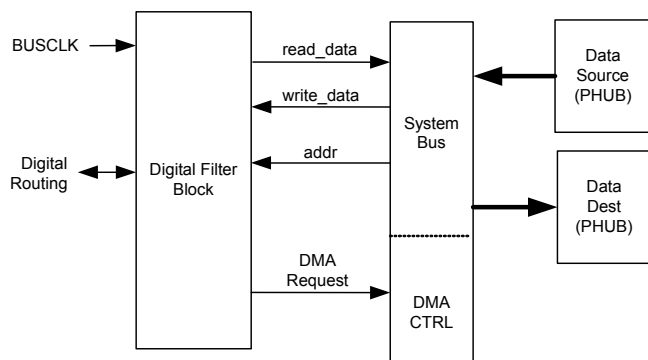 BUSCLK
Digital
Routing
Digital Filter
Block
read_data
write_data
addr
DMA
Request
System
Bus
DMA
CTRL
Data
Source
(PHUB)
Data
Dest
(PHUB)